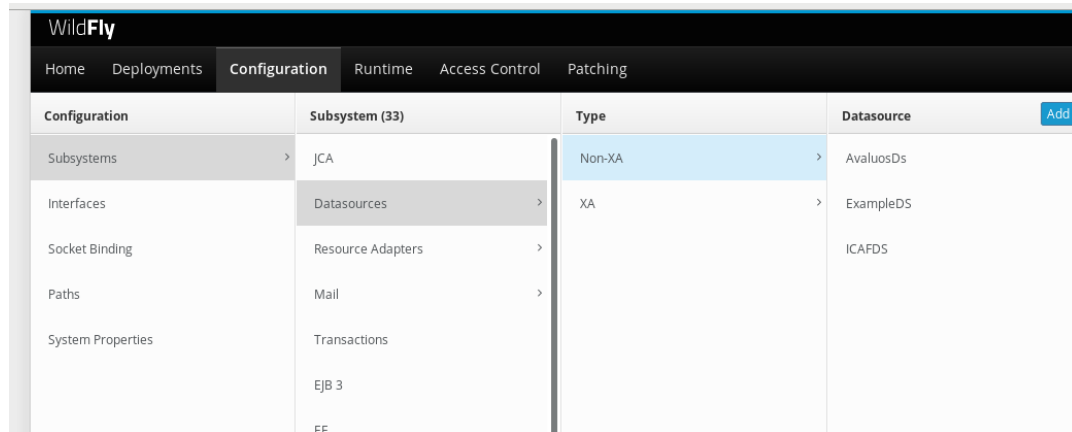 WildFly
Home Deployments Configuration Runtime Access Control Patching
Configuration Subsystem (33) Type Datasource Add
Subsystems JCA Non-XA AvaluosDs
Interfaces Datasources XA ExampleDS
Socket Binding Resource Adapters ICAFDS
Paths Mail
System Properties Transactions
EJB 3
EE